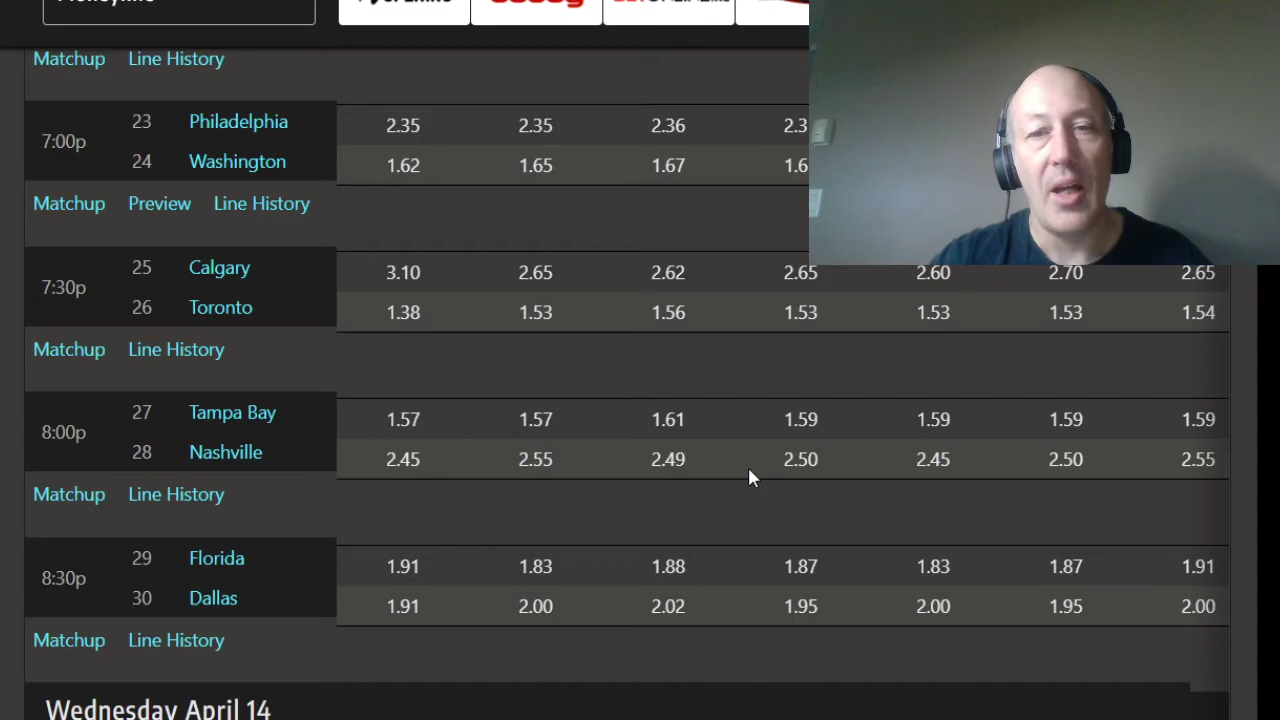 Matchup Line History
7:00p 23 Philadelphia 2.35 2.35 2.36
24 Washington 1.62 1.65 1.67
Matchup Preview Line History
7:30p 25 Calgary 3.10 2.65 2.62 2.65 2.60 2.70 2.65
26 Toronto 1.38 1.53 1.56 1.53 1.53 1.53 1.54
Matchup Line History
8:00p 27 Tampa Bay 1.57 1.57 1.61 1.59 1.59 1.59 1.59
28 Nashville 2.45 2.55 2.49 2.50 2.45 2.50 2.55
Matchup Line History
8:30p 29 Florida 1.91 1.83 1.88 1.87 1.83 1.87 1.91
30 Dallas 1.91 2.00 2.02 1.95 2.00 1.95 2.00
Matchup Line History
Wednesday April 14